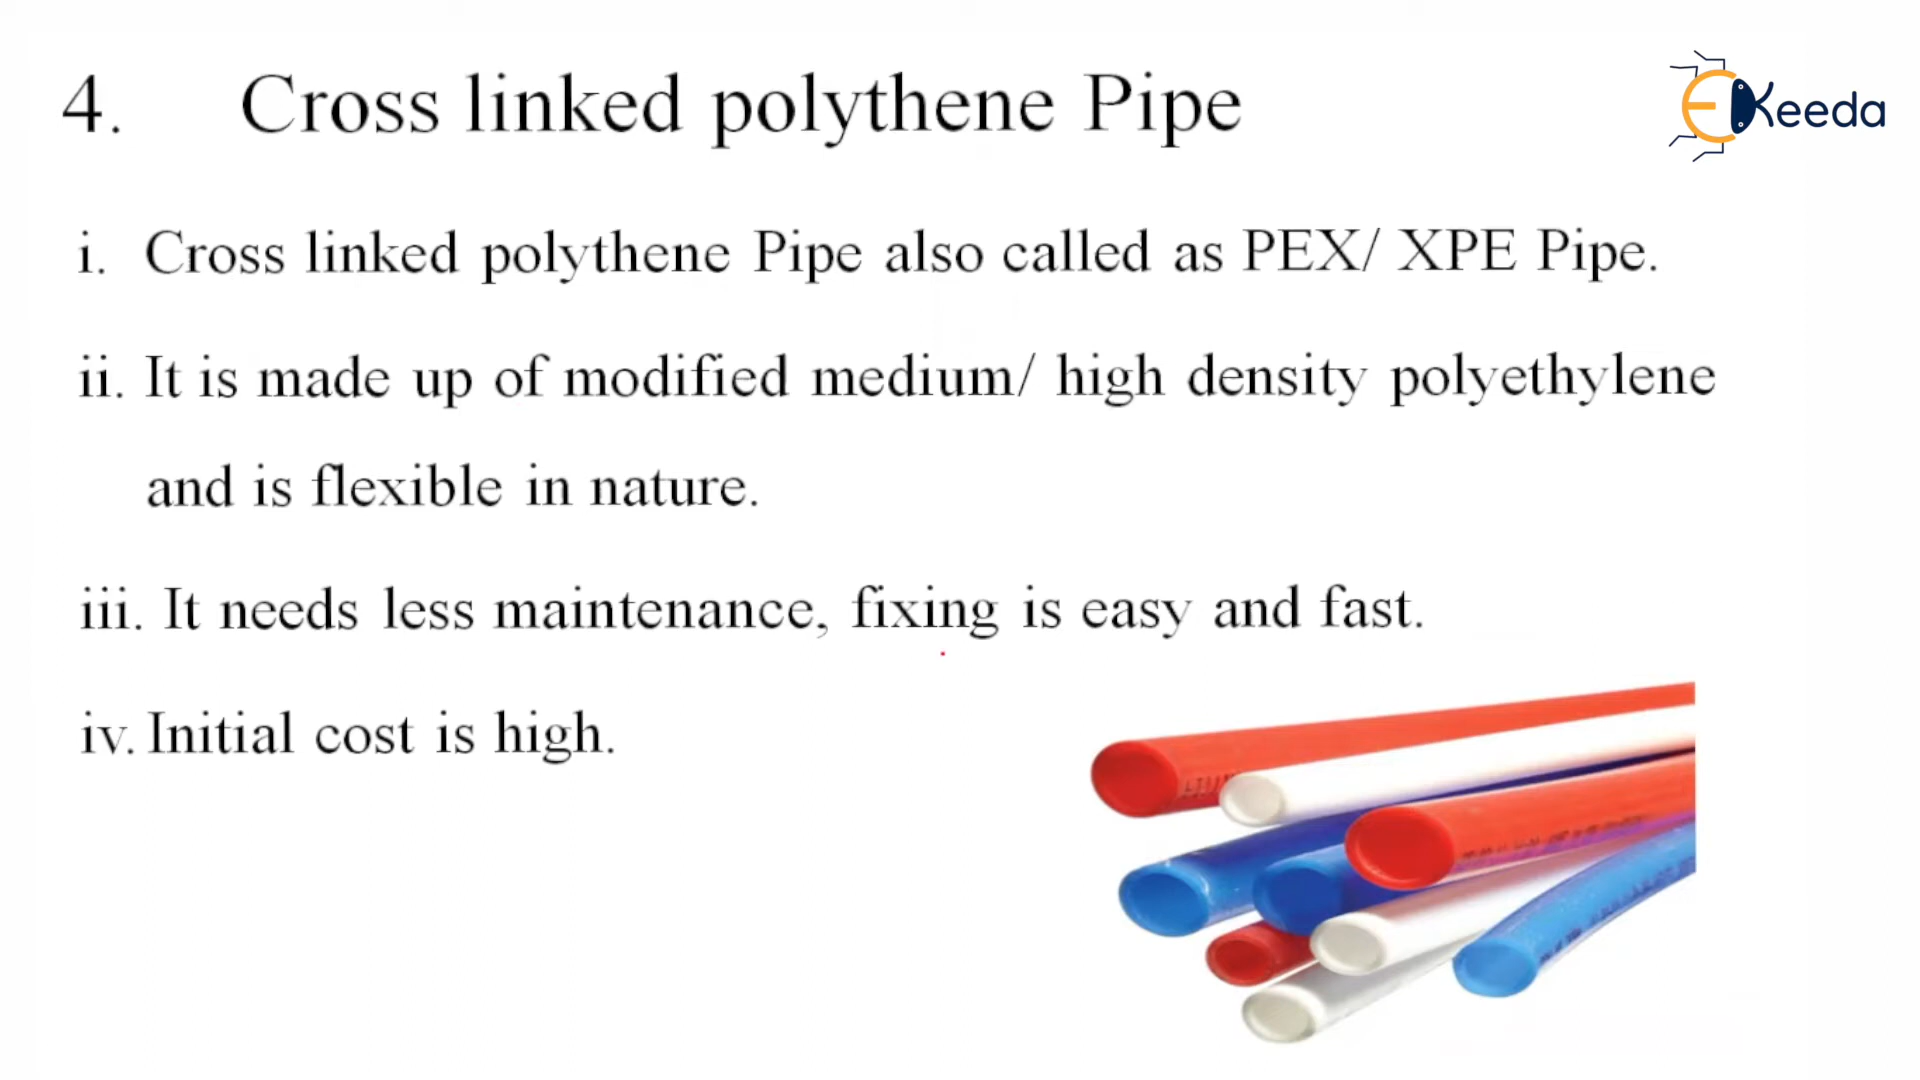 4. Cross linked polythene Pipe
EKeeda
i. Cross linked polythene Pipe also called as PEX/ XPE Pipe.
ii. It is made up of modified medium/ high density polyethylene
and is flexible in nature.
iii. It needs less maintenance, fixing is easy and fast.
iv. Initial cost is high.